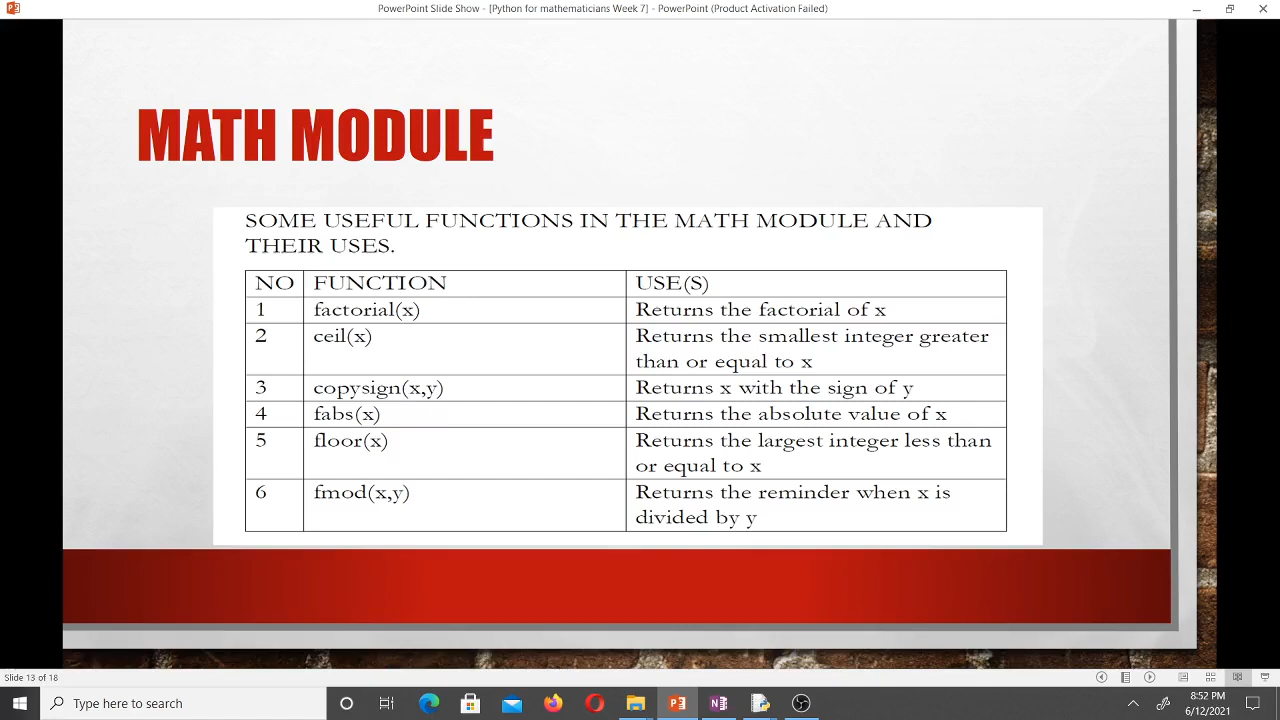 PowerPoint Slide Show - [Python for mathematicians Week 7] - PowerPoint (Product Activation Failed)
MATH MODULE
SOME USEFUL FUNCTIONS IN THE MATH MODULE AND
THEIR USES.
NO FUNCTION USE(S)
1 factorial(x) Returns the factorial of x
2 ceil(x) Returns the smallest integer greater
than or equal to x
3 copysign(x,y) Returns x with the sign of y
4 fabs(x) Returns the absolute value of x
5 floor(x) Returns the largest integer less than
or equal to x
6 fmod(x,y) Returns the reminder when x is
divided by y
Slide 13 of 18
Type here to search
8:52 PM
6/12/2021